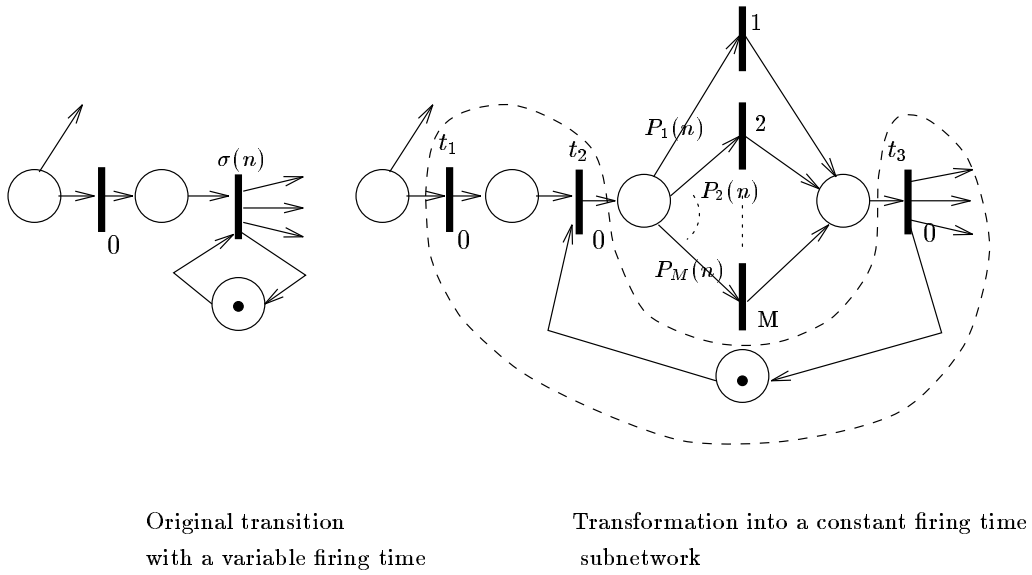 1
P₁(n)
2
σ(n)
t₁
t₂
t₃
P₂(n)
0
0
0
0
P_M(n)
M
Original transition
with a variable firing time
Transformation into a constant firing time
subnetwork